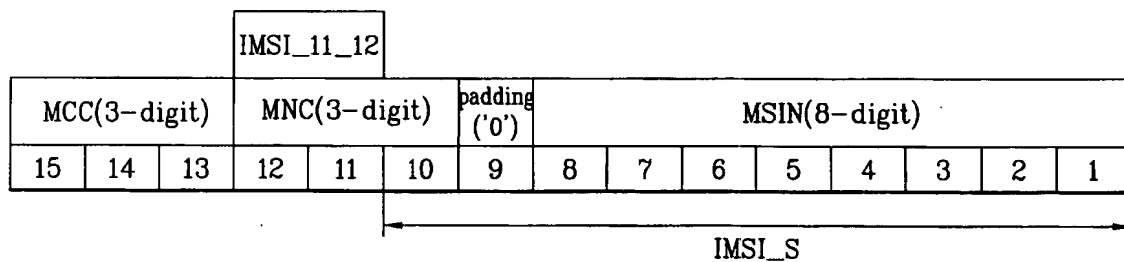 IMSI_11_12
MCC(3-digit) MNC(3-digit) padding ('0') MSIN(8-digit)
15 14 13 12 11 10 9 8 7 6 5 4 3 2 1
IMSI_S